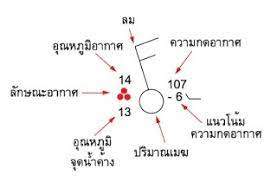 ลม
อุณหภูมิอากาศ
ความกดอากาศ
14
107
ลักษณะอากาศ
- 6
13
อุณหภูมิ
จุดน้ำค้าง
ปริมาณเมฆ
แนวโน้ม
ความกดอากาศ